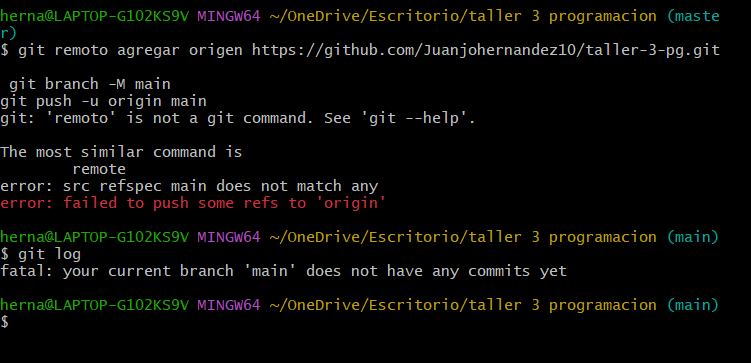 herna@LAPTOP-G1O2KS9V MINGW64 ~/OneDrive/Escritorio/taller 3 programacion (maste
r)
$ git remoto agregar origen https://github.com/Juanjohernandez10/taller-3-pg.git
git branch -M main
git push -u origin main
git: 'remoto' is not a git command. See 'git --help'.
The most similar command is
remote
error: src refspec main does not match any
error: failed to push some refs to 'origin'
herna@LAPTOP-G1O2KS9V MINGW64 ~/OneDrive/Escritorio/taller 3 programacion (main)
$ git log
fatal: your current branch 'main' does not have any commits yet
herna@LAPTOP-G1O2KS9V MINGW64 ~/OneDrive/Escritorio/taller 3 programacion (main)
$